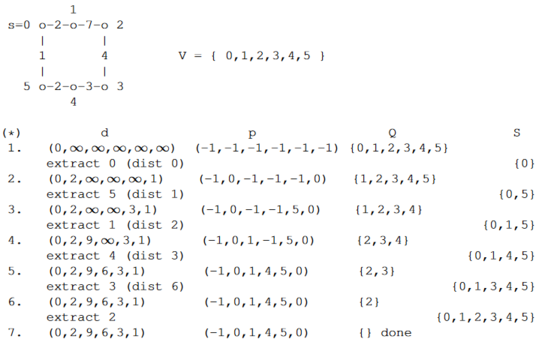 1
s=0 o-2-o-7-o 2
| |
1 4 V = { 0,1,2,3,4,5 }
| |
5 o-2-o-3-o 3
4
(*) d p Q S
1. (0,∞,∞,∞,∞,∞) (-1,-1,-1,-1,-1,-1) {0,1,2,3,4,5}
extract 0 (dist 0) {0}
2. (0,2,∞,∞,∞,1) (-1,0,-1,-1,-1,0) {1,2,3,4,5}
extract 5 (dist 1) {0,5}
3. (0,2,∞,∞,3,1) (-1,0,-1,-1,5,0) {1,2,3,4}
extract 1 (dist 2) {0,1,5}
4. (0,2,9,∞,3,1) (-1,0,1,-1,5,0) {2,3,4}
extract 4 (dist 3) {0,1,4,5}
5. (0,2,9,6,3,1) (-1,0,1,4,5,0) {2,3}
extract 3 (dist 6) {0,1,3,4,5}
6. (0,2,9,6,3,1) (-1,0,1,4,5,0) {2}
extract 2 {0,1,2,3,4,5}
7. (0,2,9,6,3,1) (-1,0,1,4,5,0) {} done